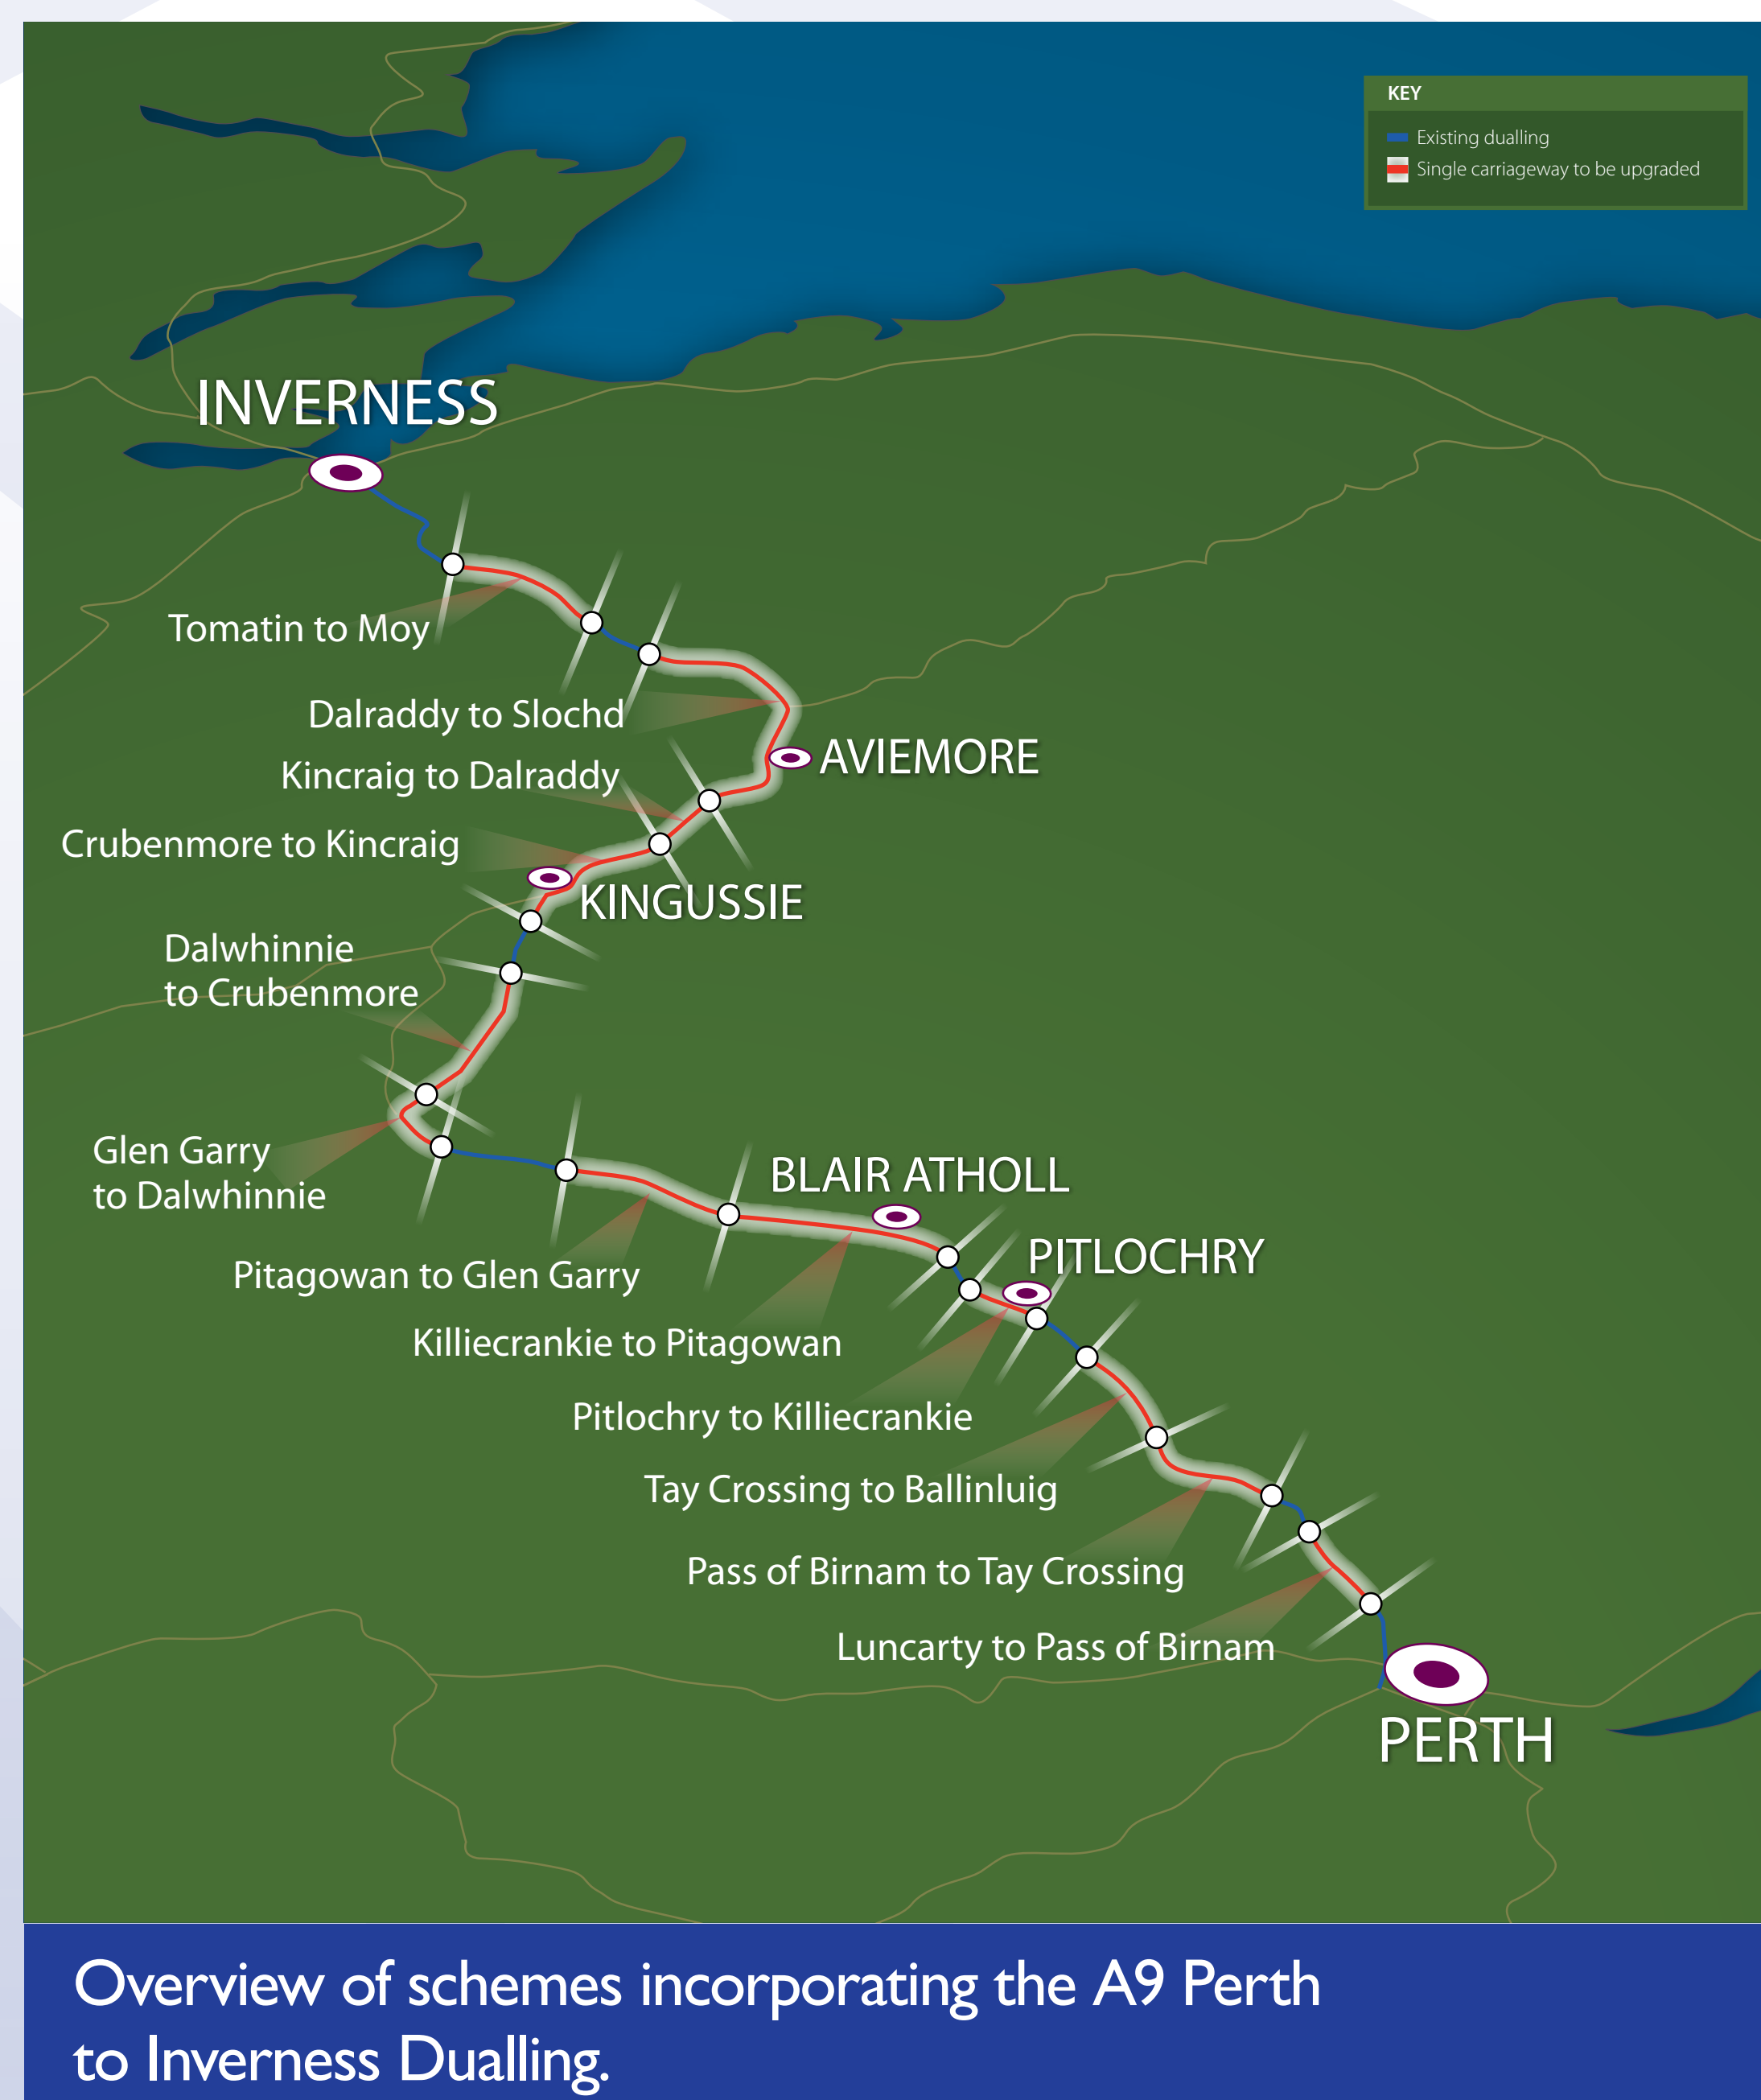 KEY
Existing dualling
Single carriageway to be upgraded
INVERNESS
Tomatin to Moy
Dalraddy to Slochd
AVIEMORE
Kincraig to Dalraddy
Crubenmore to Kincraig
KINGUSSIE
Dalwhinnie
to Crubenmore
Glen Garry
to Dalwhinnie
BLAIR ATHOLL
PITLOCHRY
Pitagowan to Glen Garry
Killiecrankie to Pitagowan
Pitlochry to Killiecrankie
Tay Crossing to Ballinluig
Pass of Birnam to Tay Crossing
Luncarty to Pass of Birnam
PERTH
Overview of schemes incorporating the A9 Perth
to Inverness Dualling.